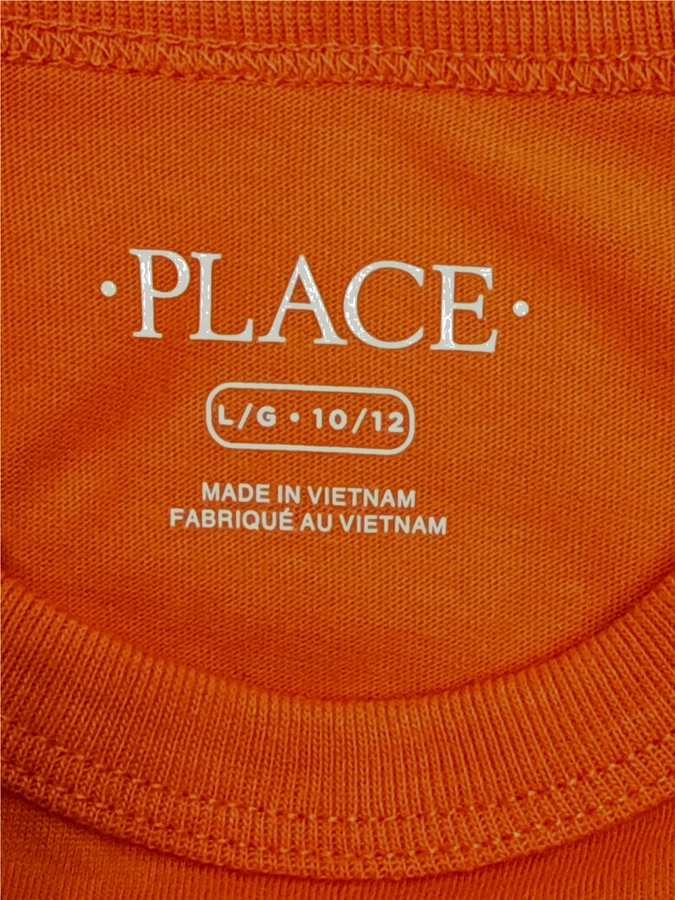 ·PLACE·
L/G • 10/12
MADE IN VIETNAM
FABRIQUÉ AU VIETNAM